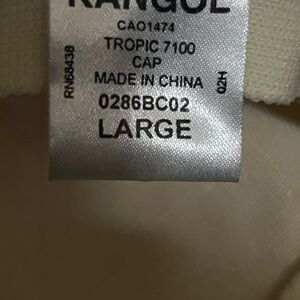 KANGOL
CAO1474
TROPIC 7100
CAP
MADE IN CHINA
0286BC02
LARGE
RN68438
02H